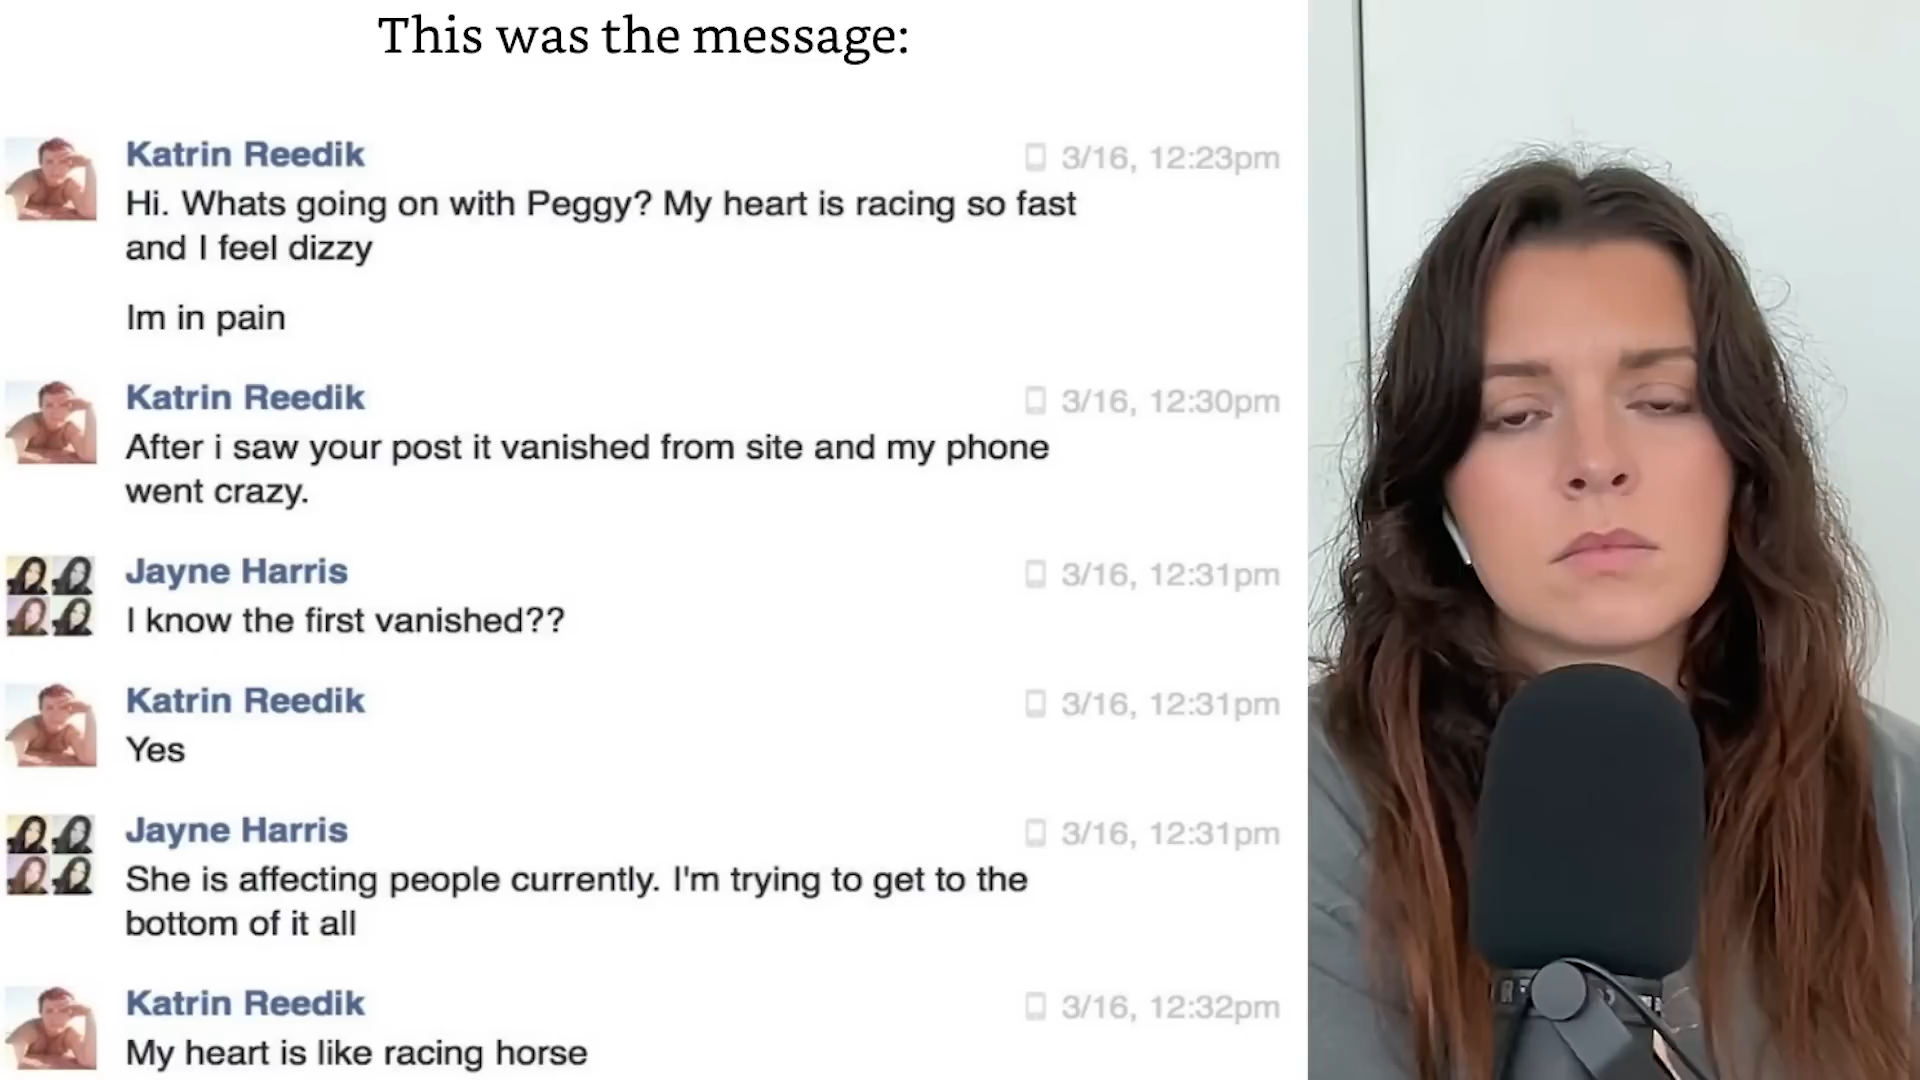 This was the message:
Katrin Reedik
3/16, 12:23pm
Hi. Whats going on with Peggy? My heart is racing so fast
and I feel dizzy
Im in pain
Katrin Reedik
3/16, 12:30pm
After i saw your post it vanished from site and my phone
went crazy.
Jayne Harris
3/16, 12:31pm
I know the first vanished??
Katrin Reedik
3/16, 12:31pm
Yes
Jayne Harris
3/16, 12:31pm
She is affecting people currently. I'm trying to get to the
bottom of it all
Katrin Reedik
3/16, 12:32pm
My heart is like racing horse